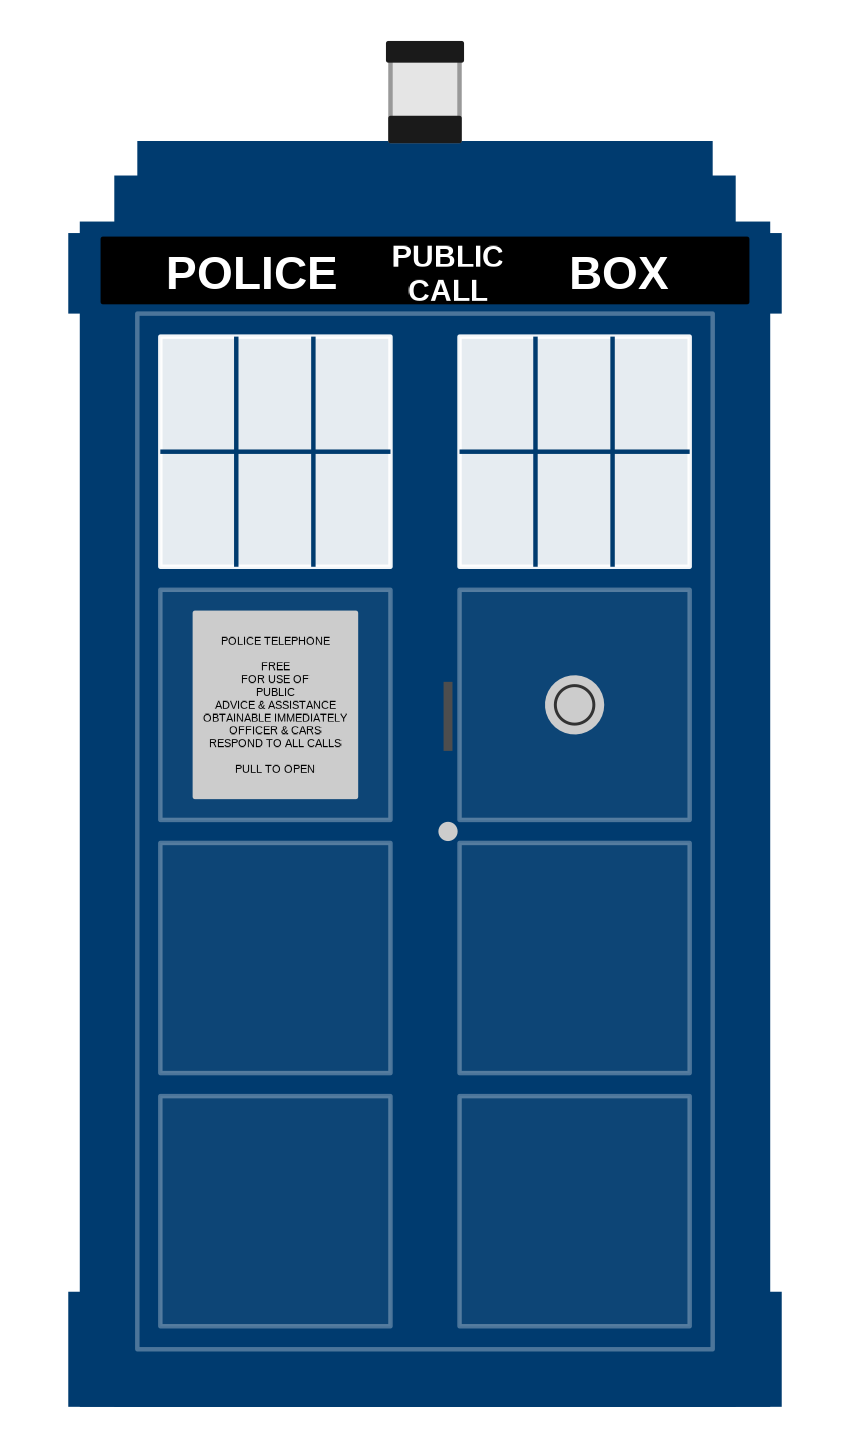 POLICE PUBLIC CALL BOX
POLICE TELEPHONE
FREE
FOR USE OF
PUBLIC
ADVICE & ASSISTANCE
OBTAINABLE IMMEDIATELY
OFFICER & CARS
RESPOND TO ALL CALLS
PULL TO OPEN